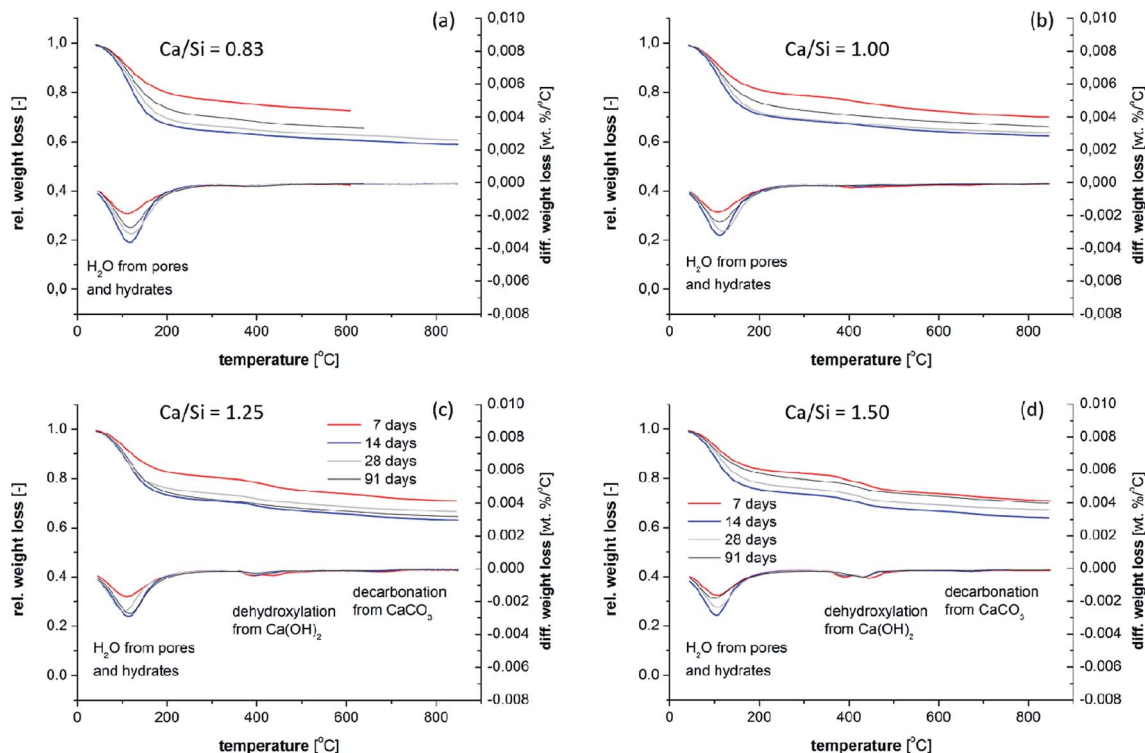 (a)
Ca/Si = 0.83
1,0
0,8
0,6
0,4
0,2
0,0
rel. weight loss [-]
0,010
0,008
0,006
0,004
0,002
0,000
-0,002
-0,004
-0,006
-0,008
diff. weight loss [wt. %/°C]
H2O from pores
and hydrates
0 200 400 600 800
temperature [°C]
(b)
Ca/Si = 1.00
1,0
0,8
0,6
0,4
0,2
0,0
rel. weight loss [-]
0,010
0,008
0,006
0,004
0,002
0,000
-0,002
-0,004
-0,006
-0,008
diff. weight loss [wt. %/°C]
H2O from pores
and hydrates
0 200 400 600 800
temperature [°C]
(c)
Ca/Si = 1.25
7 days
14 days
28 days
91 days
1.0
0.8
0.6
0.4
0.2
0.0
rel. weight loss [-]
0.010
0.008
0.006
0.004
0.002
0.000
-0.002
-0.004
-0.006
-0.008
diff. weight loss [wt. %/°C]
decarbonation
from CaCO3
dehydroxylation
from Ca(OH)2
H2O from pores
and hydrates
0 200 400 600 800
temperature [°C]
(d)
Ca/Si = 1.50
7 days
14 days
28 days
91 days
1.0
0.8
0.6
0.4
0.2
0.0
rel. weight loss [-]
0.010
0.008
0.006
0.004
0.002
0.000
-0.002
-0.004
-0.006
-0.008
diff. weight loss [wt. %/°C]
decarbonation
from CaCO3
dehydroxylation
from Ca(OH)2
H2O from pores
and hydrates
0 200 400 600 800
temperature [°C]